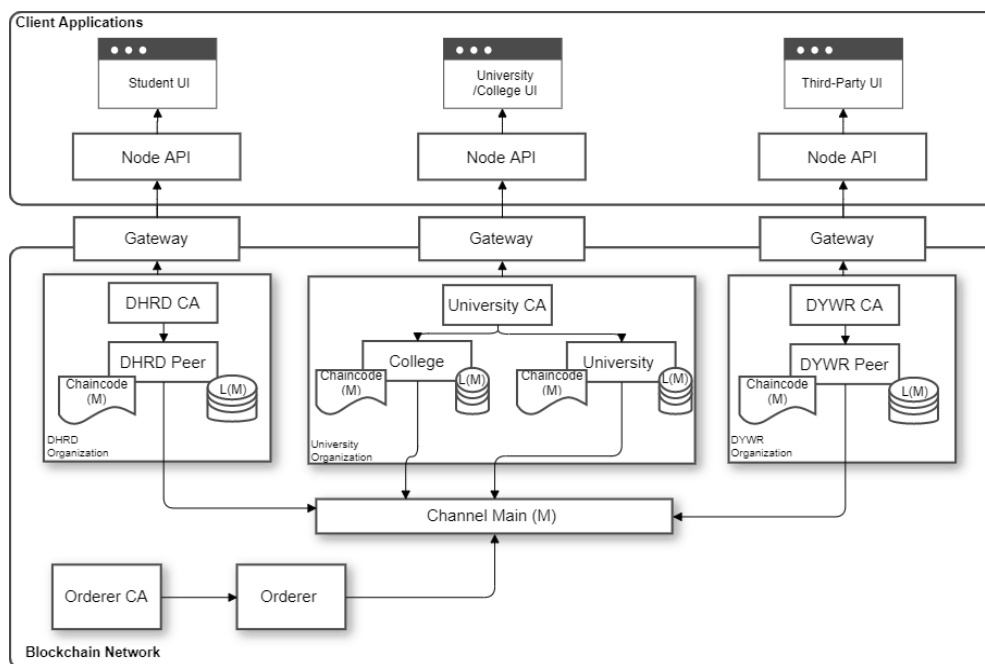 Client Applications
Student UI
University
/College UI
Third-Party UI
Node API
Node API
Node API
Gateway
Gateway
Gateway
DHRD CA
DHRD Peer
Chaincode
(M)
L(M)
DHRD
Organization
University CA
College
Chaincode
(M)
L(M)
University
Chaincode
(M)
L(M)
University
Organization
DYWR CA
DYWR Peer
Chaincode
(M)
L(M)
DYWR
Organization
Channel Main (M)
Orderer CA
Orderer
Blockchain Network